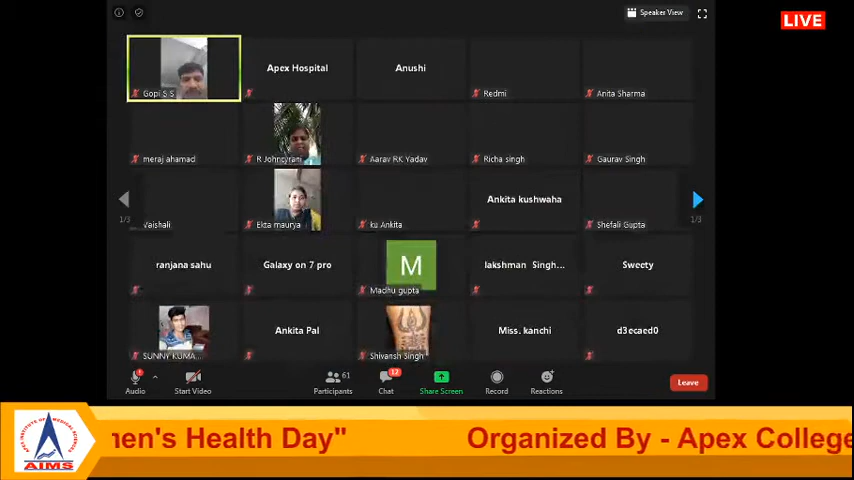 Speaker View
LIVE
Gopi S S
Apex Hospital
Anushi
Redmi
Anita Sharma
meraj ahamad
R Johncyrani
Aarav RK Yadav
Richa singh
Gaurav Singh
1/3
Vaishali
Ekta maurya
ku Ankita
Ankita kushwaha
Shefali Gupta
1/3
ranjana sahu
Galaxy on 7 pro
M
Madhu gupta
lakshman Singh...
Sweety
SUNNY KUMA...
Ankita Pal
Shivansh Singh
Miss. kanchi
d3ecaed0
Audio
Start Video
Participants
61
Chat
12
Share Screen
Record
Reactions
Leave
AIMS
men's Health Day"
Organized By - Apex College